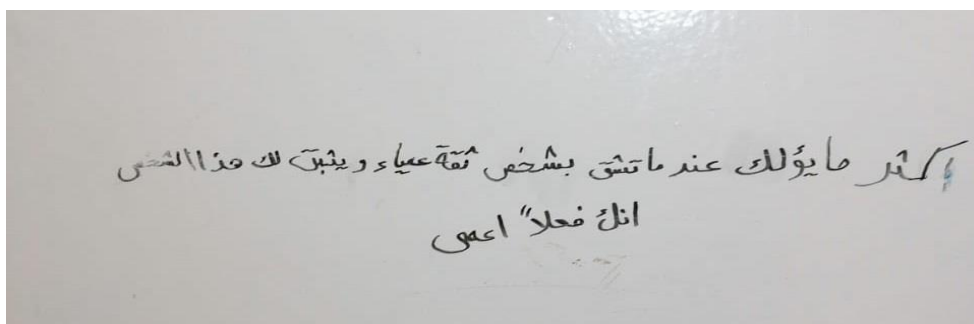 اكثر مايؤلك عندماتثق بشخص ثقة عمياء ويثبت لك هذا الشخص
انك فعلاً اعمى